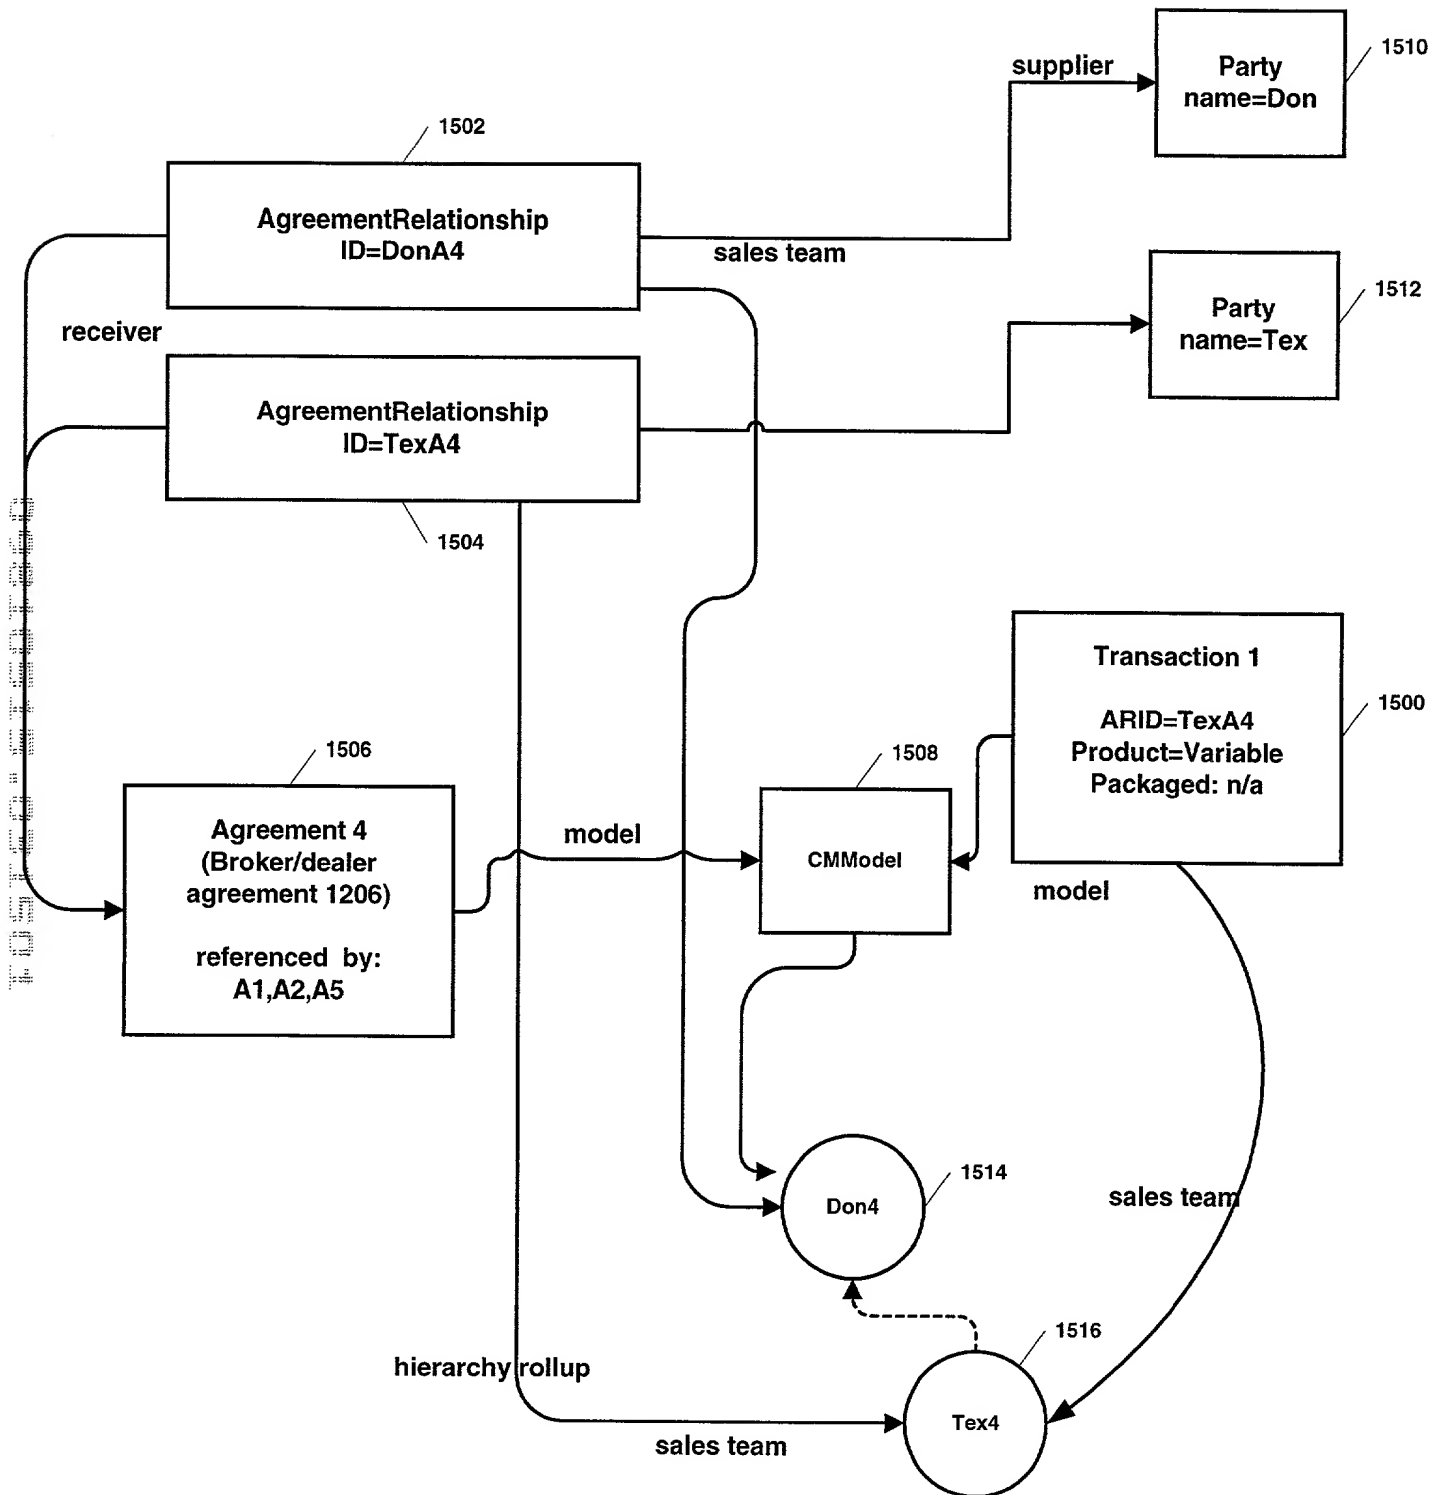 supplier
Party
name=Don
1510
1502
AgreementRelationship
ID=DonA4
sales team
Party
name=Tex
1512
receiver
AgreementRelationship
ID=TexA4
1504
Transaction 1
ARID=TexA4
Product=Variable
Packaged: n/a
1500
1506
Agreement 4
(Broker/dealer
agreement 1206)
referenced by:
A1,A2,A5
model
1508
CMModel
model
Don4
1514
sales team
1516
hierarchy rollup
Tex4
sales team